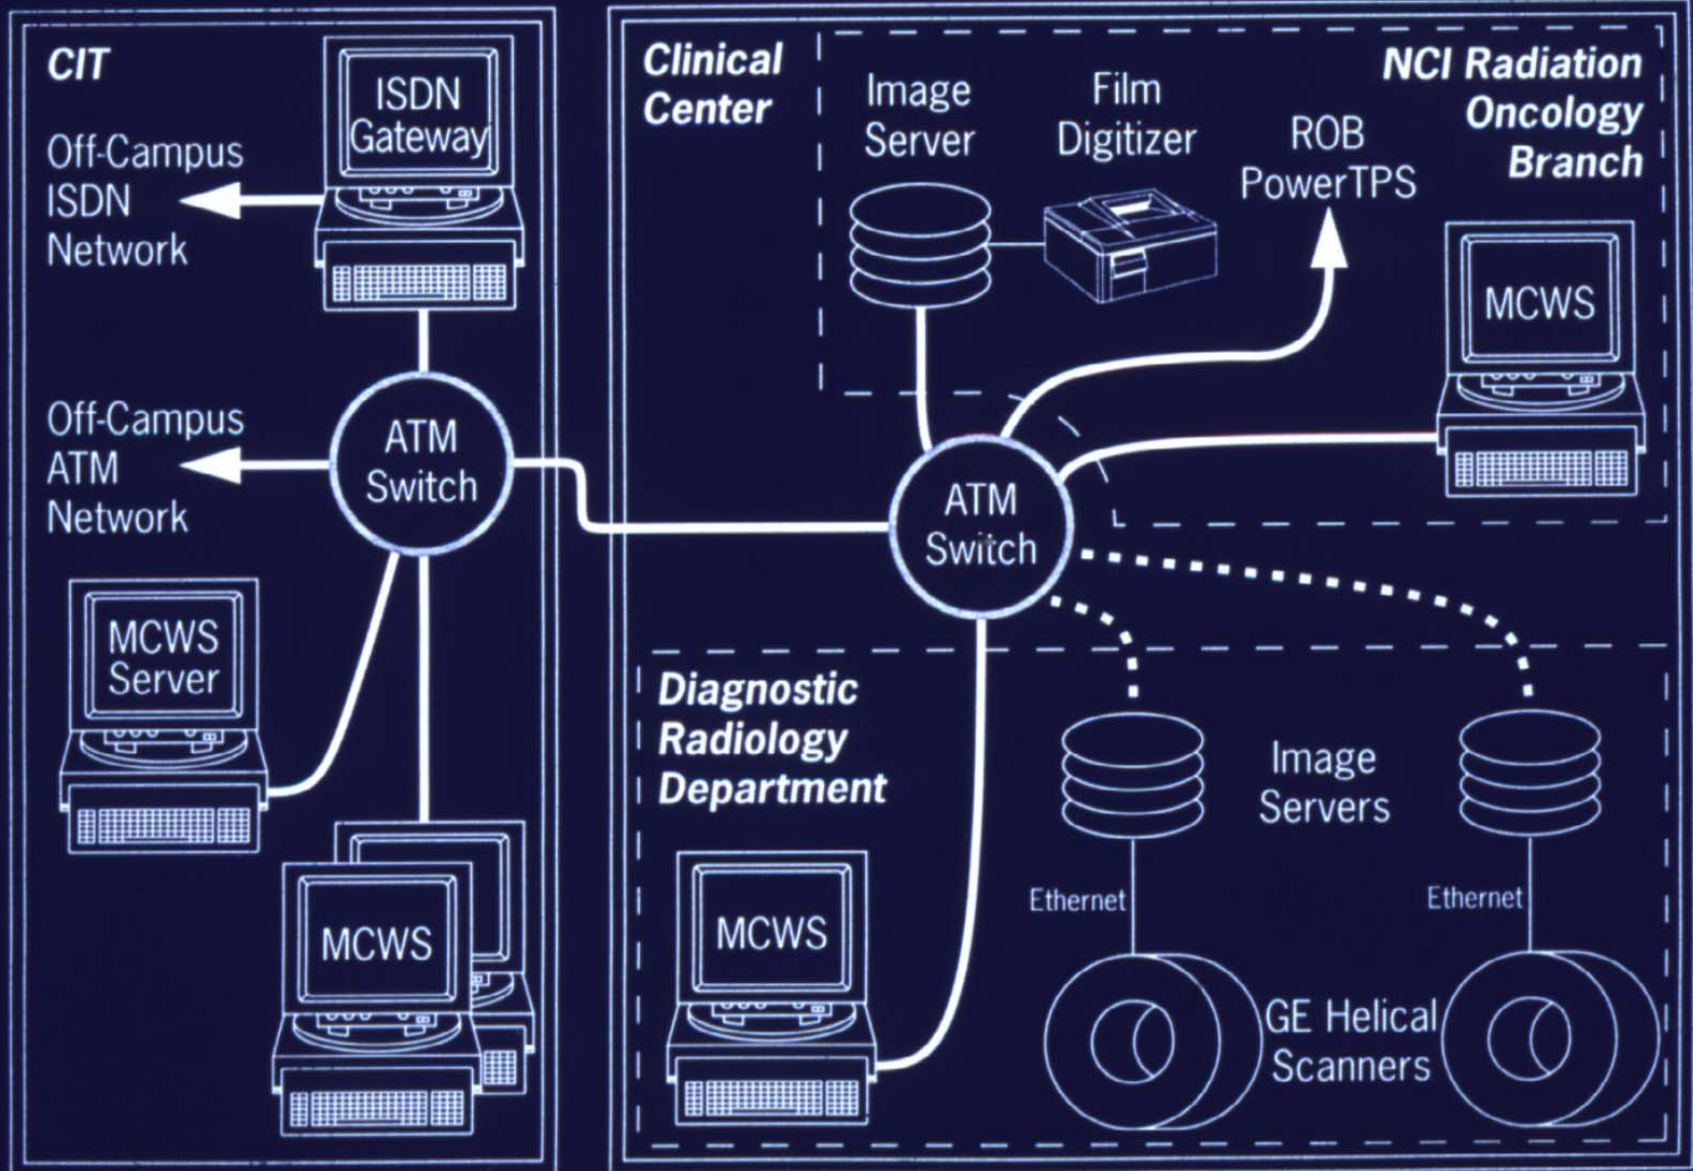 CIT
ISDN
Gateway
Off-Campus
ISDN
Network
Off-Campus
ATM
Network
ATM
Switch
MCWS
Server
MCWS
Clinical
Center
NCI Radiation
Oncology
Branch
Image
Server
Film
Digitizer
ROB
PowerTPS
MCWS
ATM
Switch
Diagnostic
Radiology
Department
MCWS
Image
Servers
Ethernet
Ethernet
GE Helical
Scanners